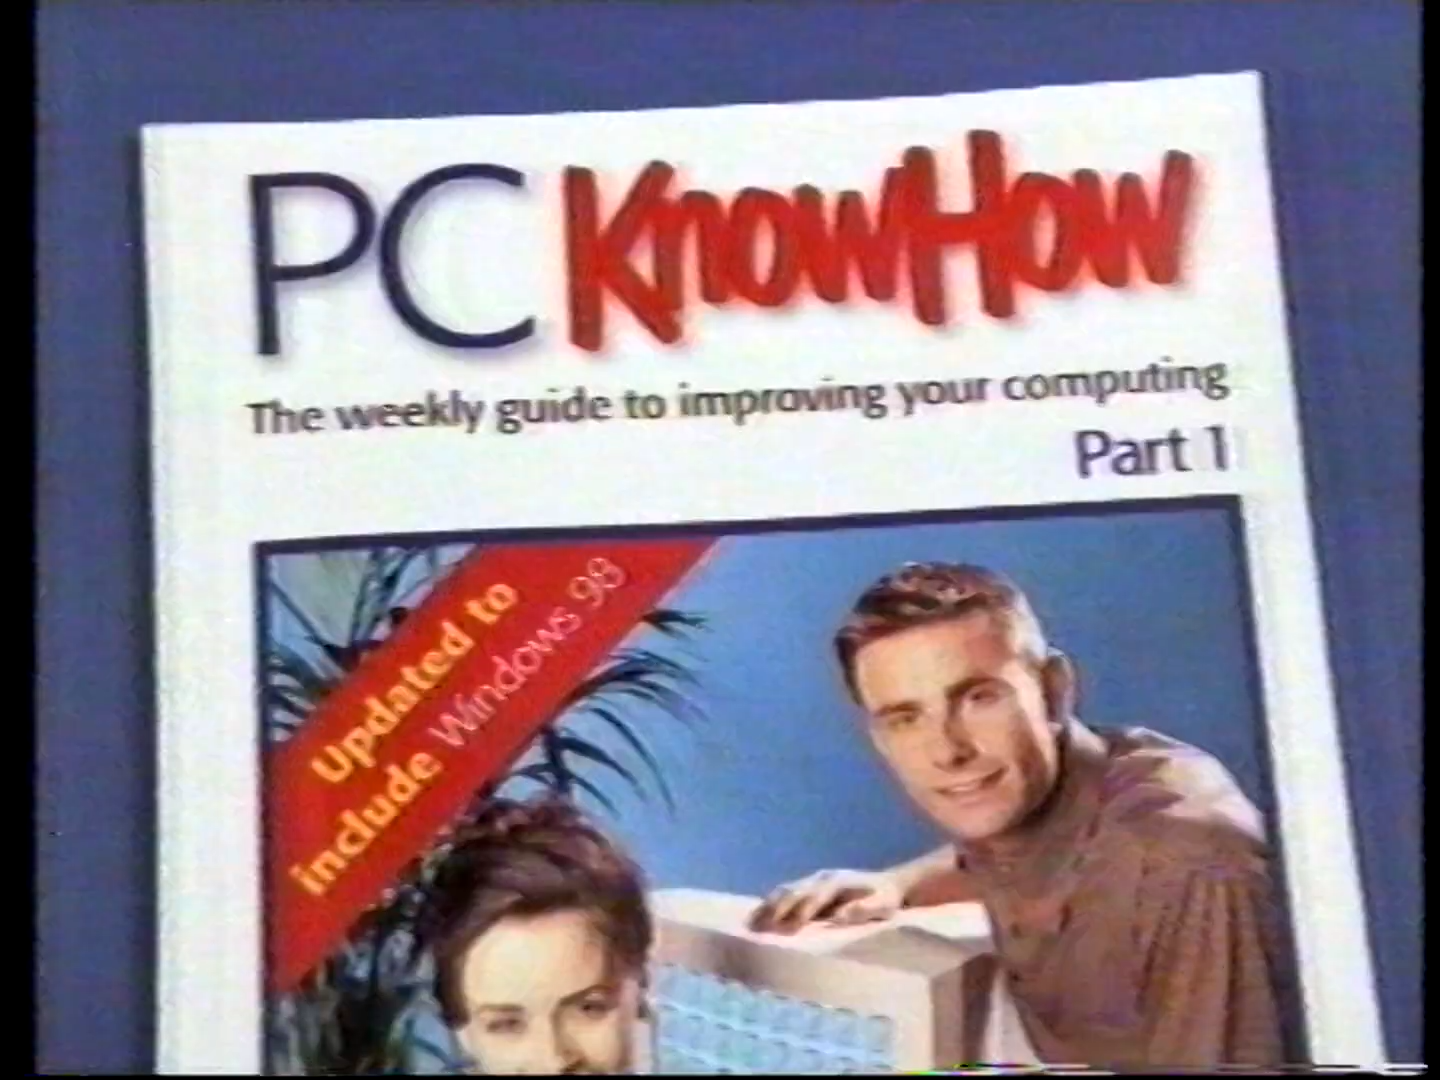 PC KnowHow
The weekly guide to improving your computing
Part 1
Updated to
include Windows 98